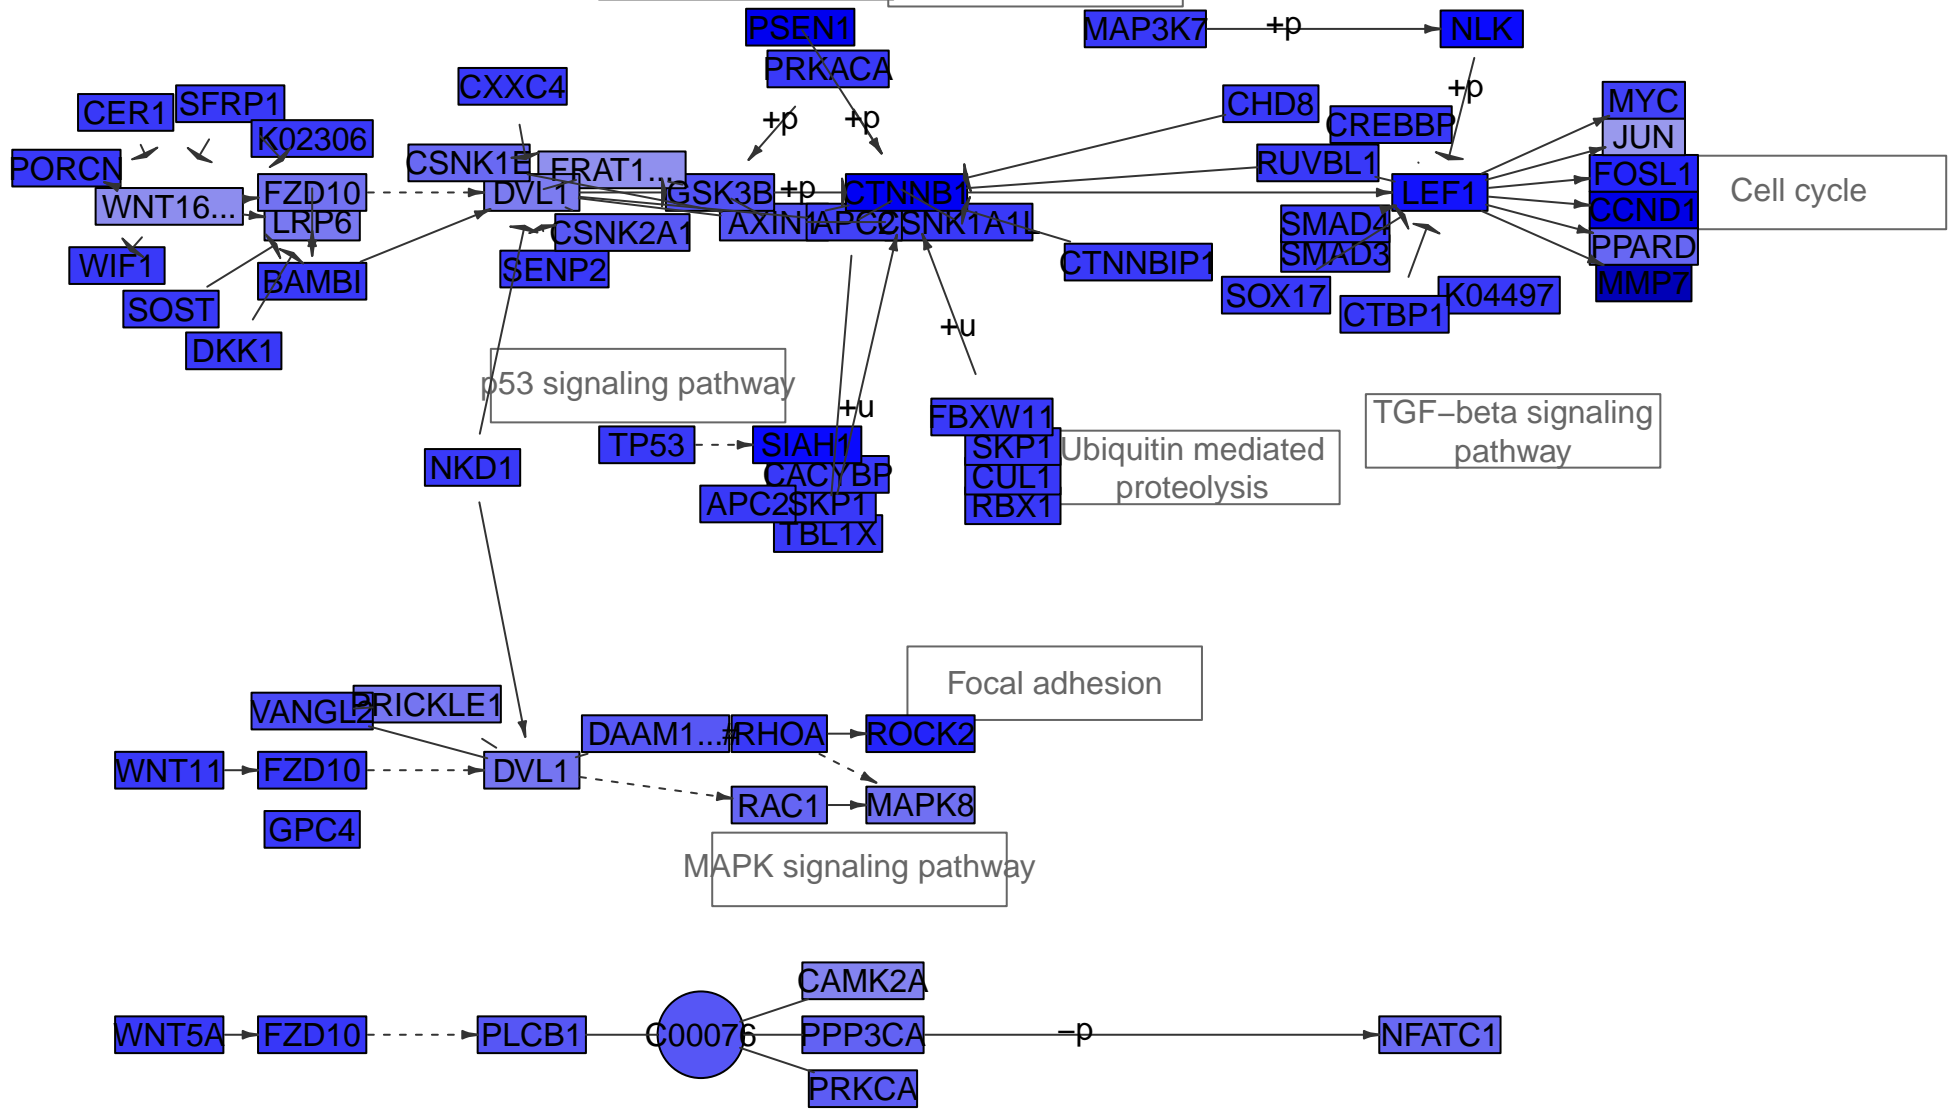 PSEN1
MAP3K7
+p
NLK
PRKACA
CXXC4
CER1
SFRP1
K02306
+p
+p
CHD8
+p
CREBBP
MYC
JUN
PORCN
CSNK1E
FRAT1...
RUVBL1
FOSL1
Cell cycle
WNT16...
FZD10
DVL1
GSK3B
+p
CTNNB1
LEF1
CCND1
LRP6
AXIN1
APC2
CSNK1A1L
SMAD4
CSNK2A1
PPARD
SMAD3
WIF1
BAMBI
SENP2
CTNNBIP1
MMP7
SOST
SOX17
K04497
CTBP1
DKK1
+u
p53 signaling pathway
+u
FBXW11
TGF−beta signaling
pathway
TP53
SIAH1
SKP1
Ubiquitin mediated
proteolysis
NKD1
CACYBP
CUL1
APC2
SKP1
RBX1
TBL1X
Focal adhesion
VANGL2
PRICKLE1
DAAM1...#
RHOA
ROCK2
WNT11
FZD10
DVL1
RAC1
MAPK8
GPC4
MAPK signaling pathway
CAMK2A
WNT5A
FZD10
PLCB1
C00076
PPP3CA
−p
NFATC1
PRKCA